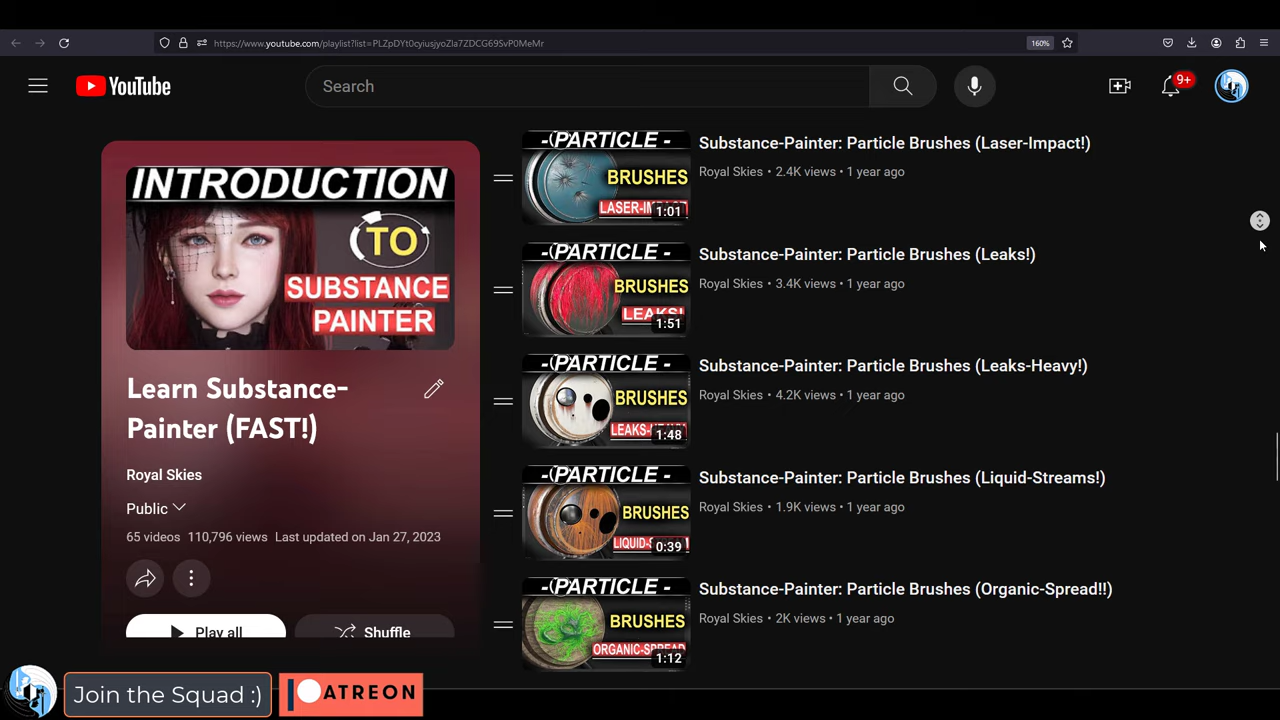 https://www.youtube.com/playlist?list=PLZpDYt0cyiusjyoZla7ZDCG69SvP0MeMr
160%
YouTube
Search
9+
INTRODUCTION
TO
SUBSTANCE
PAINTER
Learn Substance-
Painter (FAST!)
Royal Skies
Public
65 videos 110,796 views Last updated on Jan 27, 2023
Play all
Shuffle
-(PARTICLE -
BRUSHES
1:01
Substance-Painter: Particle Brushes (Laser-Impact!)
Royal Skies • 2.4K views • 1 year ago
-(PARTICLE -
BRUSHES
LEAKS!
1:51
Substance-Painter: Particle Brushes (Leaks!)
Royal Skies • 3.4K views • 1 year ago
-(PARTICLE -
BRUSHES
1:48
Substance-Painter: Particle Brushes (Leaks-Heavy!)
Royal Skies • 4.2K views • 1 year ago
-(PARTICLE -
BRUSHES
0:39
Substance-Painter: Particle Brushes (Liquid-Streams!)
Royal Skies • 1.9K views • 1 year ago
-(PARTICLE -
BRUSHES
ORGANIC-SPREAD
1:12
Substance-Painter: Particle Brushes (Organic-Spread!!)
Royal Skies • 2K views • 1 year ago
Join the Squad :)
PATREON